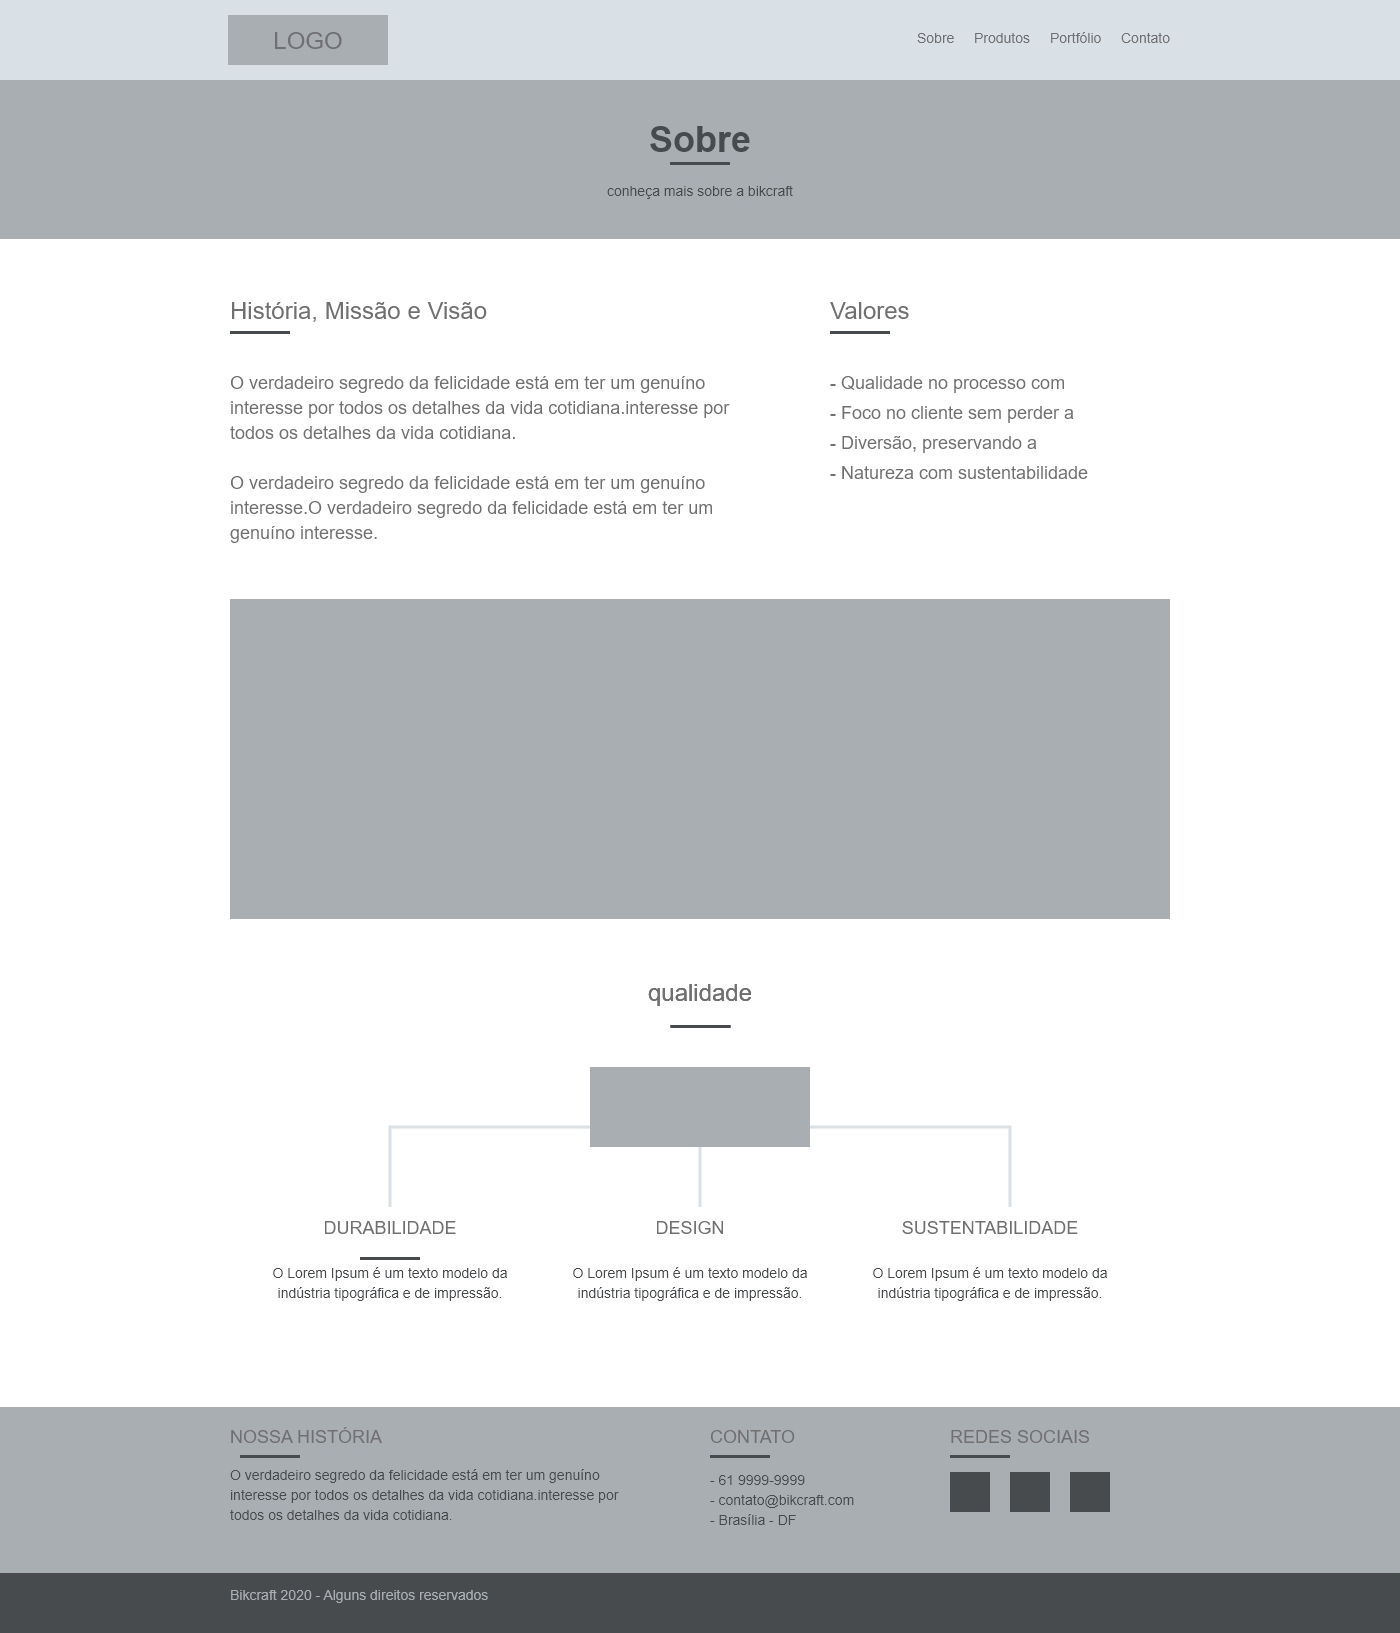 LOGO
Sobre Produtos Portfólio Contato
Sobre
conheça mais sobre a bikcraft
História, Missão e Visão
O verdadeiro segredo da felicidade está em ter um genuíno
interesse por todos os detalhes da vida cotidiana.interesse por
todos os detalhes da vida cotidiana.
O verdadeiro segredo da felicidade está em ter um genuíno
interesse.O verdadeiro segredo da felicidade está em ter um
genuíno interesse.
Valores
- Qualidade no processo com
- Foco no cliente sem perder a
- Diversão, preservando a
- Natureza com sustentabilidade
qualidade
DURABILIDADE
O Lorem Ipsum é um texto modelo da
indústria tipográfica e de impressão.
DESIGN
O Lorem Ipsum é um texto modelo da
indústria tipográfica e de impressão.
SUSTENTABILIDADE
O Lorem Ipsum é um texto modelo da
indústria tipográfica e de impressão.
NOSSA HISTÓRIA
O verdadeiro segredo da felicidade está em ter um genuíno
interesse por todos os detalhes da vida cotidiana.interesse por
todos os detalhes da vida cotidiana.
CONTATO
- 61 9999-9999
- contato@bikcraft.com
- Brasília - DF
REDES SOCIAIS
Bikcraft 2020 - Alguns direitos reservados